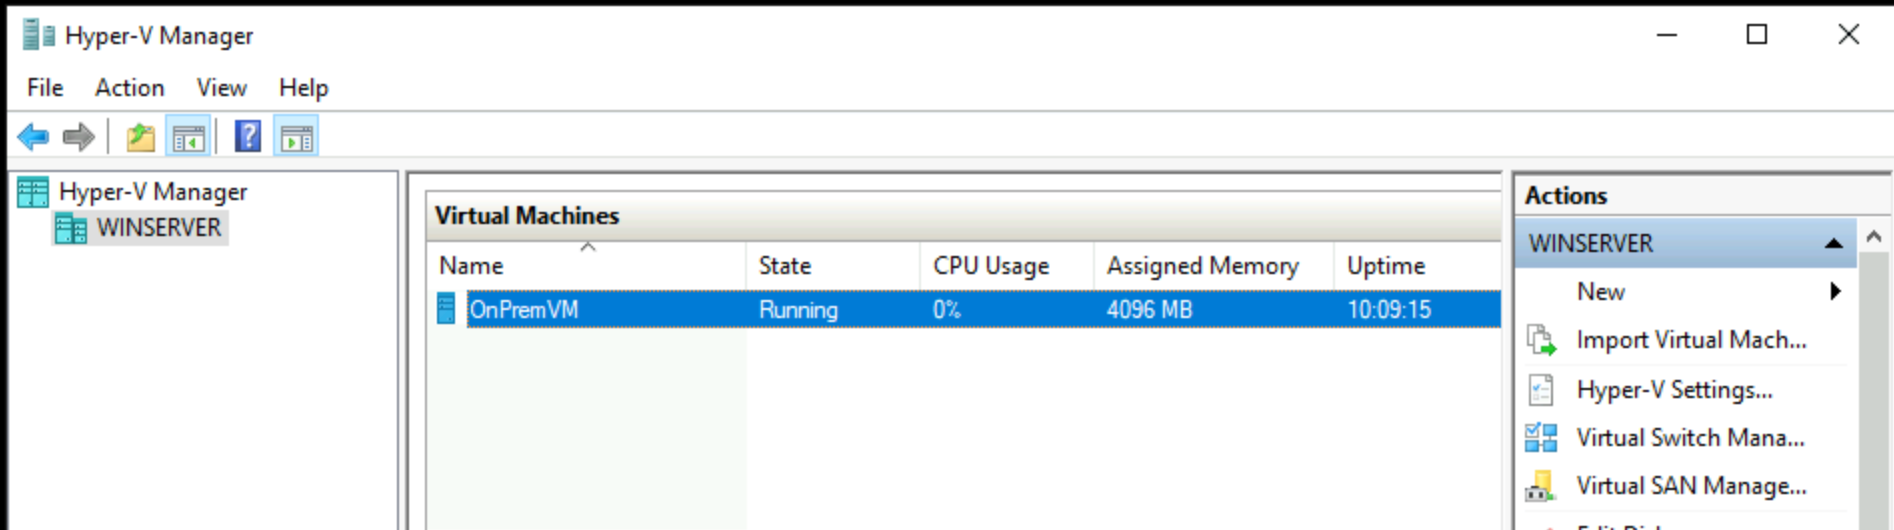 Hyper-V Manager
File Action View Help
Hyper-V Manager
WINSERVER
Virtual Machines
Name State CPU Usage Assigned Memory Uptime
OnPremVM Running 0% 4096 MB 10:09:15
Actions
WINSERVER
New
Import Virtual Mach...
Hyper-V Settings...
Virtual Switch Mana...
Virtual SAN Manage...